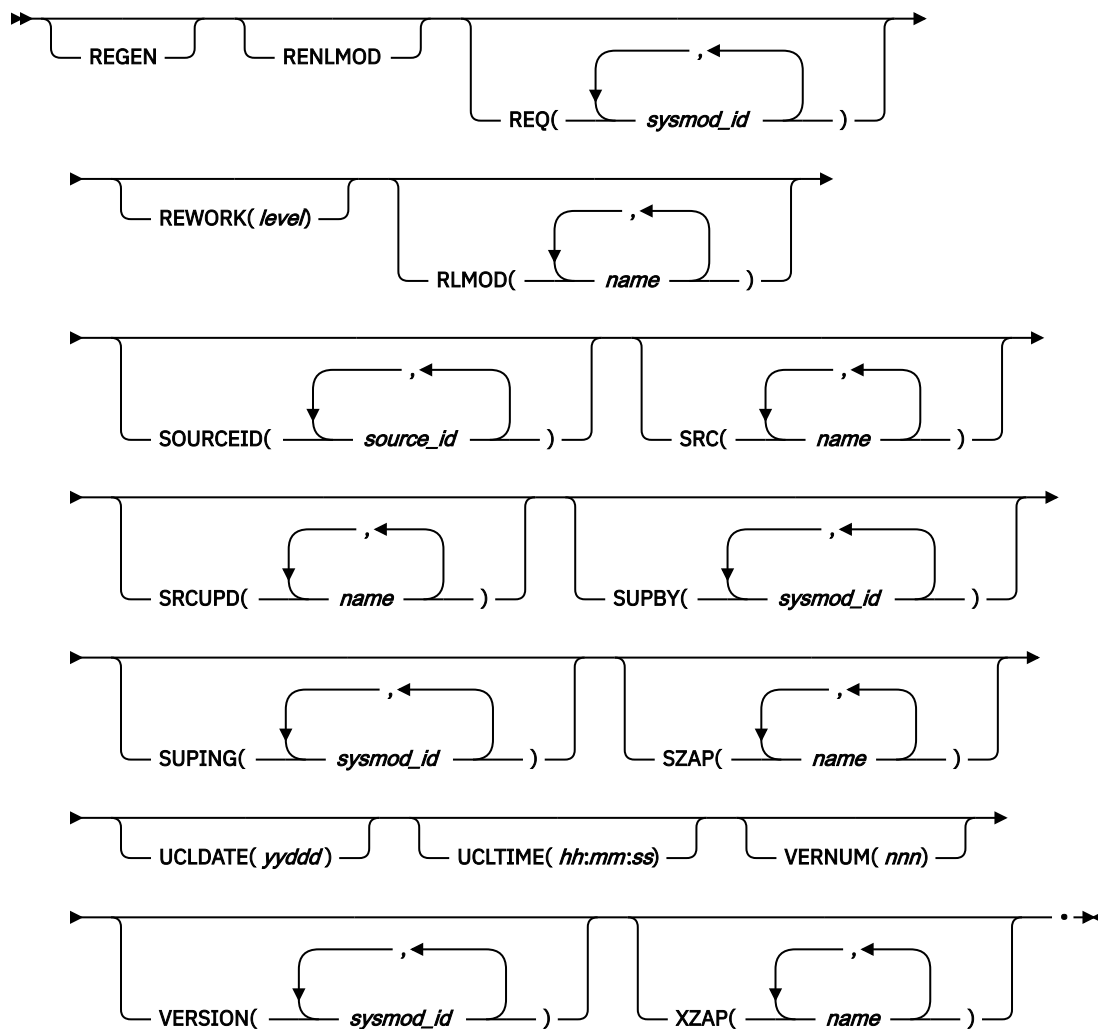 REGEN RENLMOD REQ( sysmod_id , )
REWORK( level) RLMOD( name , )
SOURCEID( source_id , ) SRC( name , )
SRCUPD( name , ) SUPBY( sysmod_id , )
SUPING( sysmod_id , ) SZAP( name , )
UCLDATE( yyddd ) UCLTIME( hh:mm:ss) VERNUM( nnn)
VERSION( sysmod_id , ) XZAP( name , ) .